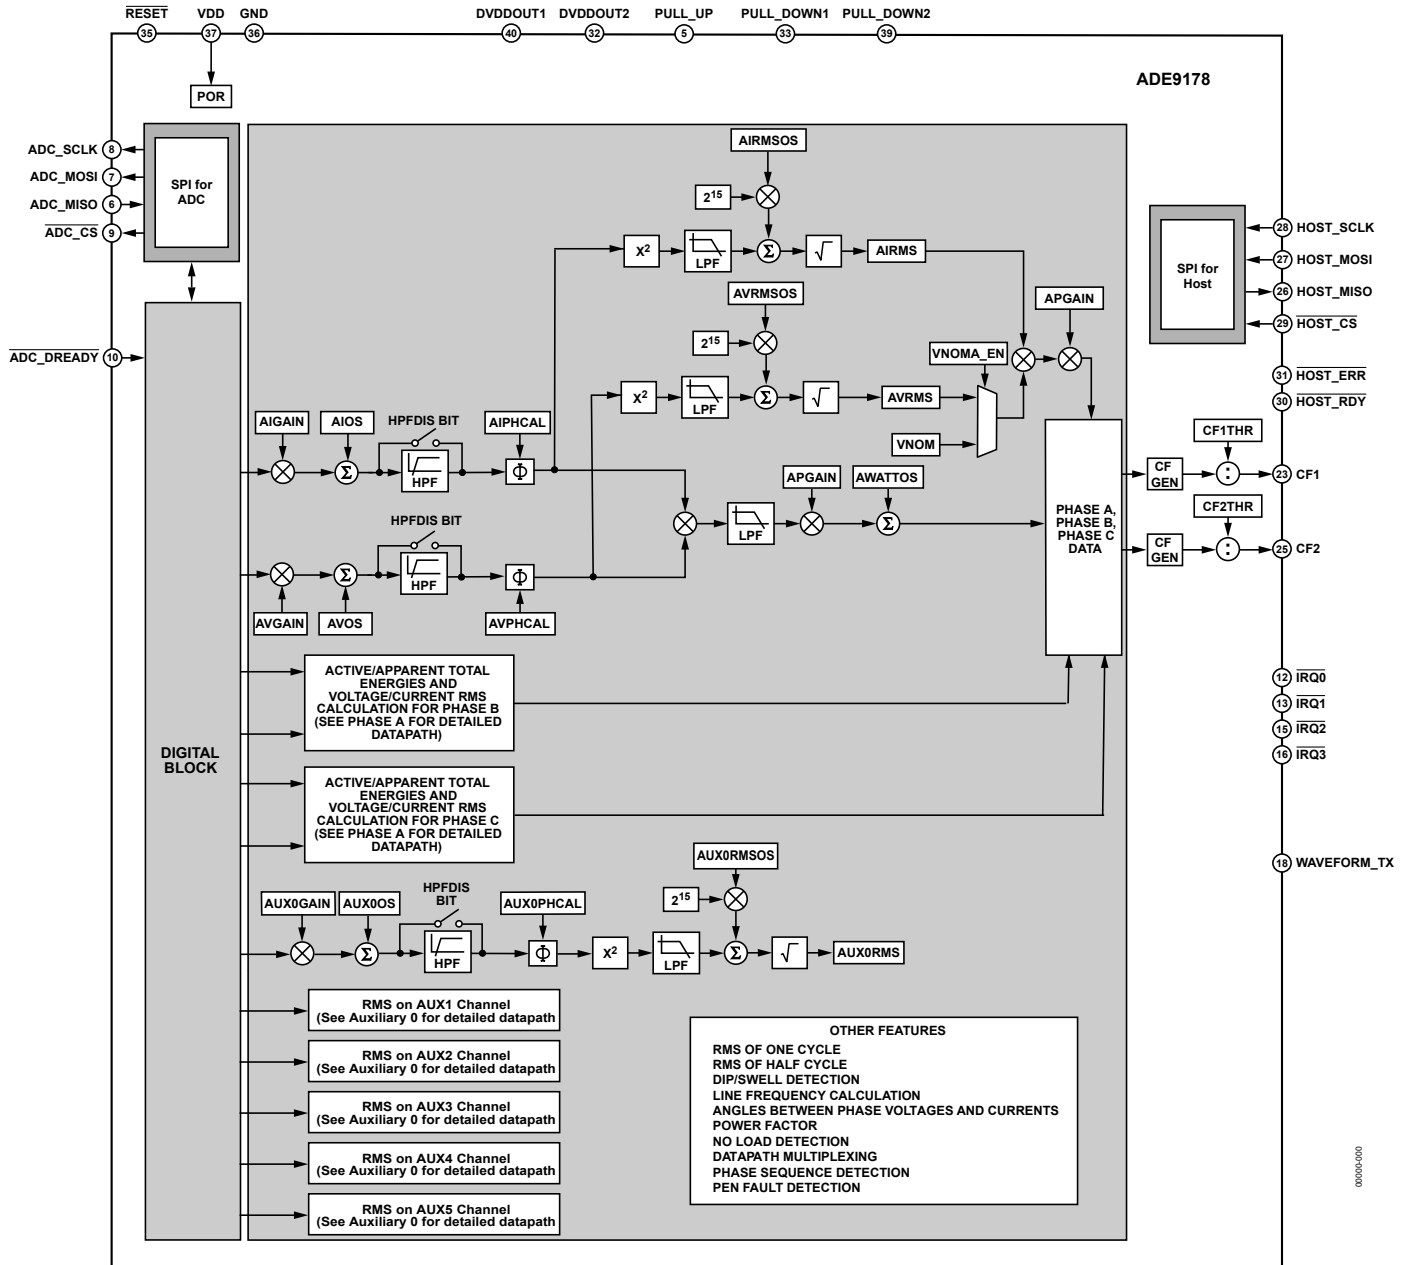 RESET VDD GND DVDDOUT1 DVDDOUT2 PULL_UP PULL_DOWN1 PULL_DOWN2
35 37 36 40 32 5 33 39
ADE9178
POR
ADC_SCLK 8
ADC_MOSI 7
ADC_MISO 6
ADC_CS 9
SPI for
ADC
ADC_DREADY 10
DIGITAL
BLOCK
AIRMSOS
2^15
X^2
LPF
Σ
√
AIRMS
AVRMSOS
2^15
X^2
LPF
Σ
√
AVRMS
VNOMA_EN
VNOM
APGAIN
AIGAIN
AIOS
Σ
HPFDIS BIT
HPF
AIPHCAL
Φ
HPFDIS BIT
HPF
Σ
Φ
AVGAIN
AVOS
AVPHCAL
LPF
APGAIN
AWATTOS
Σ
PHASE A,
PHASE B,
PHASE C
DATA
SPI for
Host
28 HOST_SCLK
27 HOST_MOSI
26 HOST_MISO
29 HOST_CS
31 HOST_ERR
30 HOST_RDY
CF1THR
CF
GEN
:
23 CF1
CF2THR
CF
GEN
:
25 CF2
12 IRQ0
13 IRQ1
15 IRQ2
16 IRQ3
18 WAVEFORM_TX
ACTIVE/APPARENT TOTAL
ENERGIES AND
VOLTAGE/CURRENT RMS
CALCULATION FOR PHASE B
(SEE PHASE A FOR DETAILED
DATAPATH)
ACTIVE/APPARENT TOTAL
ENERGIES AND
VOLTAGE/CURRENT RMS
CALCULATION FOR PHASE C
(SEE PHASE A FOR DETAILED
DATAPATH)
AUX0GAIN
AUX0OS
Σ
HPFDIS
BIT
HPF
AUX0PHCAL
Φ
X^2
LPF
AUX0RMSOS
2^15
Σ
√
AUX0RMS
RMS on AUX1 Channel
(See Auxiliary 0 for detailed datapath
RMS on AUX2 Channel
(See Auxiliary 0 for detailed datapath
RMS on AUX3 Channel
(See Auxiliary 0 for detailed datapath
RMS on AUX4 Channel
(See Auxiliary 0 for detailed datapath
RMS on AUX5 Channel
(See Auxiliary 0 for detailed datapath
OTHER FEATURES
RMS OF ONE CYCLE
RMS OF HALF CYCLE
DIP/SWELL DETECTION
LINE FREQUENCY CALCULATION
ANGLES BETWEEN PHASE VOLTAGES AND CURRENTS
POWER FACTOR
NO LOAD DETECTION
DATAPATH MULTIPLEXING
PHASE SEQUENCE DETECTION
PEN FAULT DETECTION
00000-000